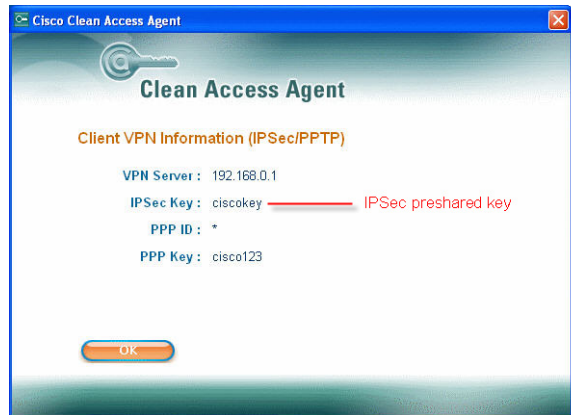 Cisco Clean Access Agent
Clean Access Agent
Client VPN Information (IPSec/PPTP)
VPN Server : 192.168.0.1
IPSec Key : ciscokey IPSec preshared key
PPP ID : *
PPP Key : cisco123
OK